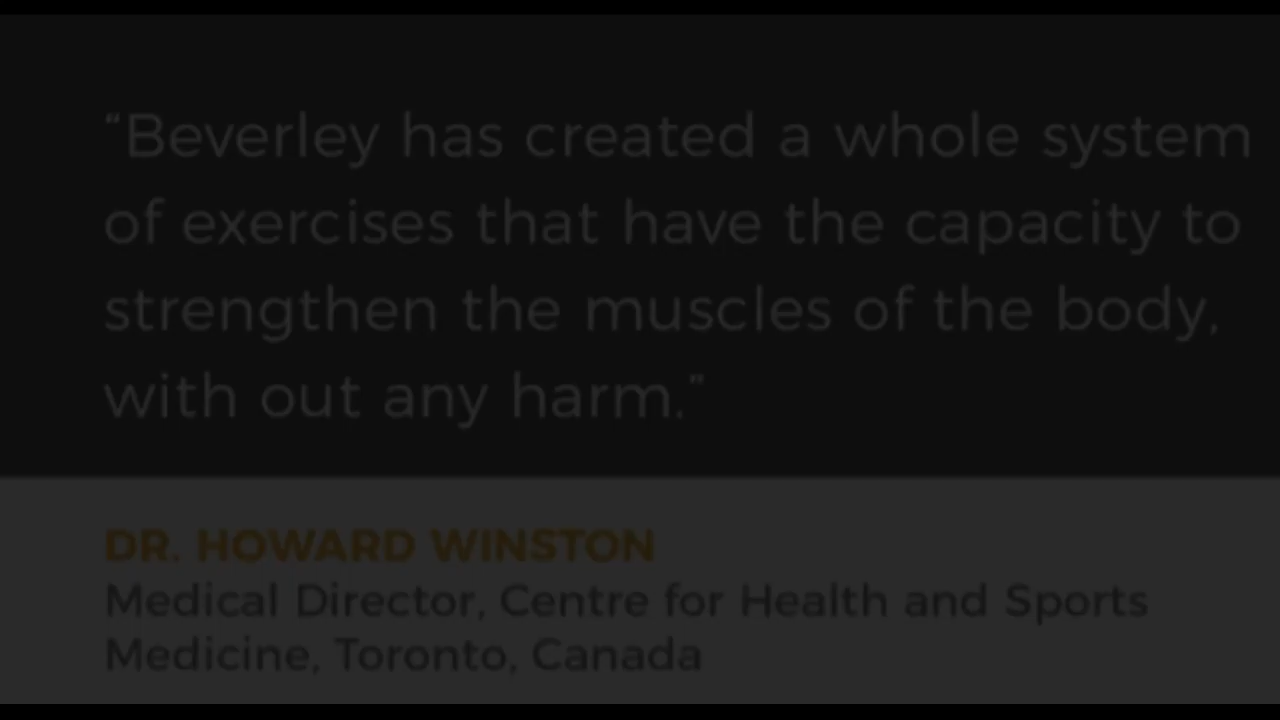 “Beverley has created a whole system
of exercises that have the capacity to
strengthen the muscles of the body,
with out any harm.”
DR. HOWARD WINSTON
Medical Director, Centre for Health and Sports
Medicine, Toronto, Canada